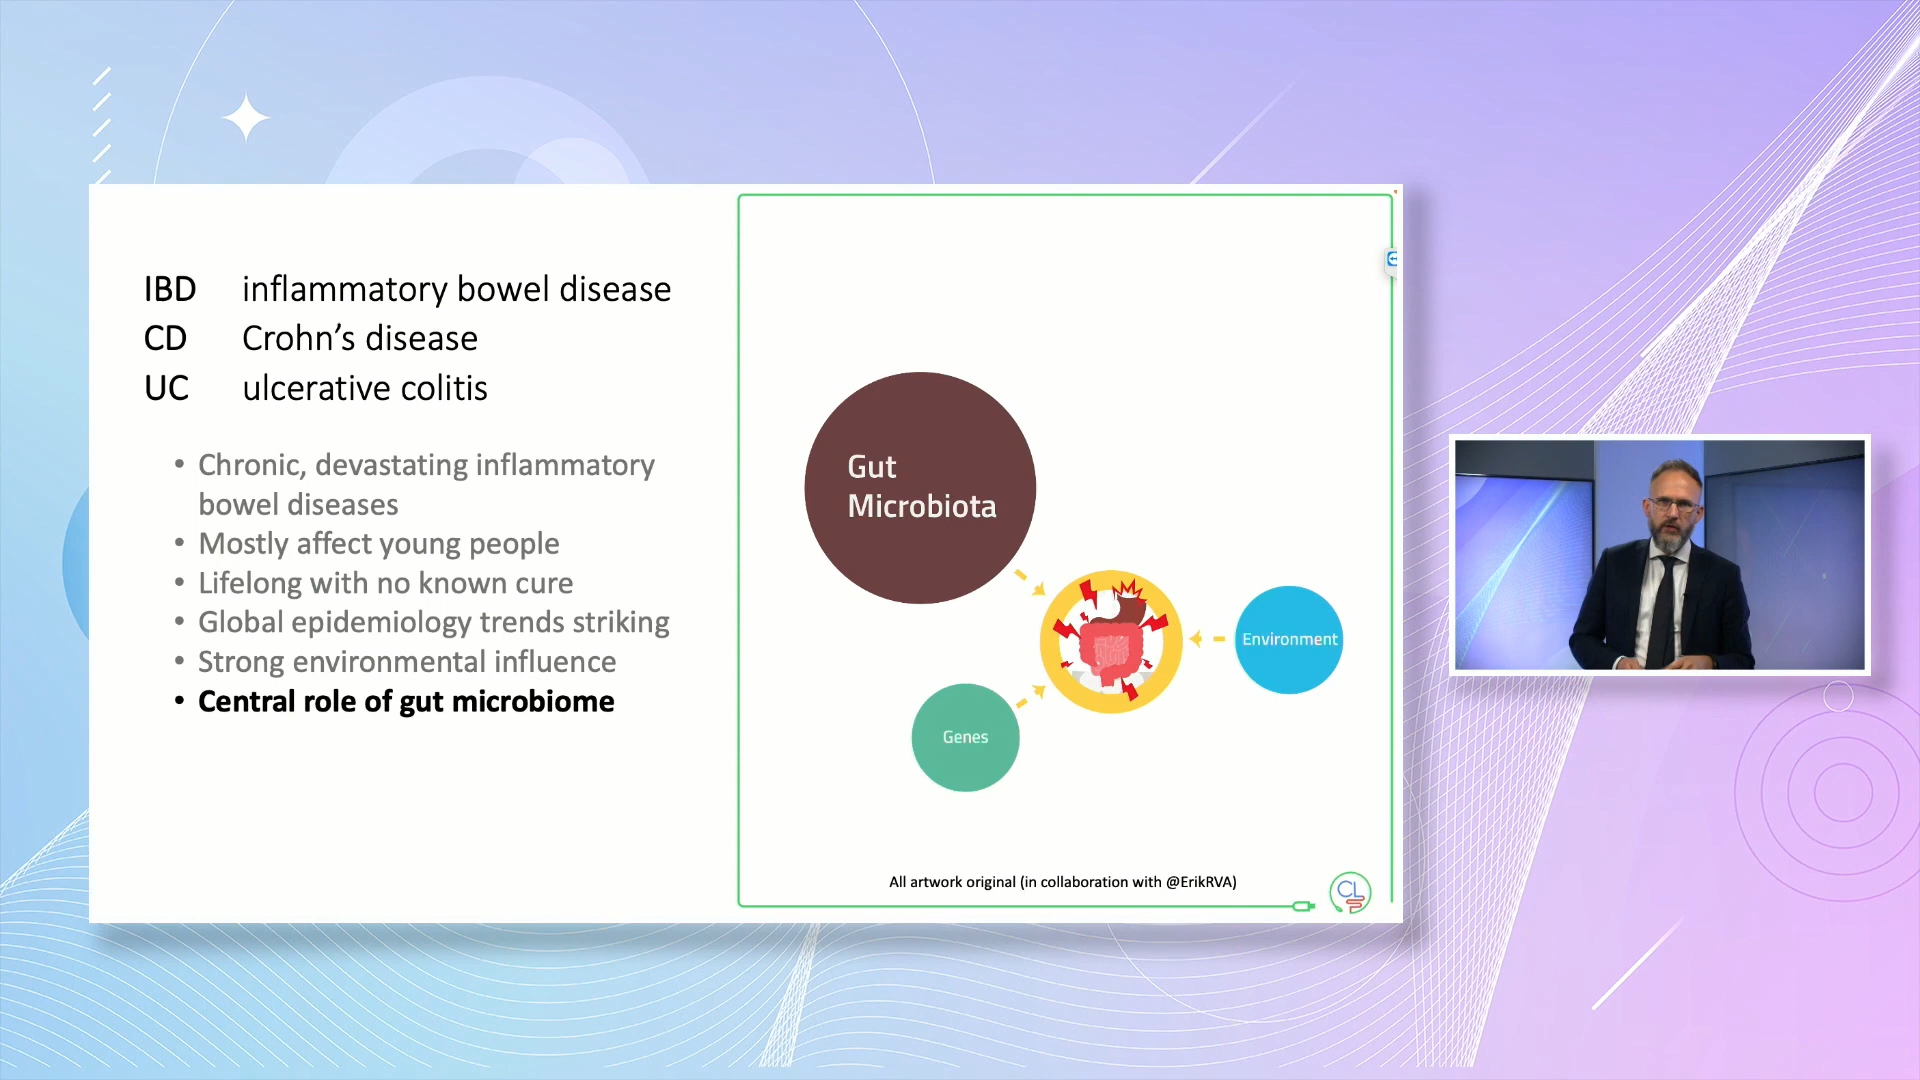 IBD inflammatory bowel disease
CD Crohn’s disease
UC ulcerative colitis
• Chronic, devastating inflammatory
bowel diseases
• Mostly affect young people
• Lifelong with no known cure
• Global epidemiology trends striking
• Strong environmental influence
• Central role of gut microbiome
Gut
Microbiota
Environment
Genes
All artwork original (in collaboration with @ErikRVA)
CL